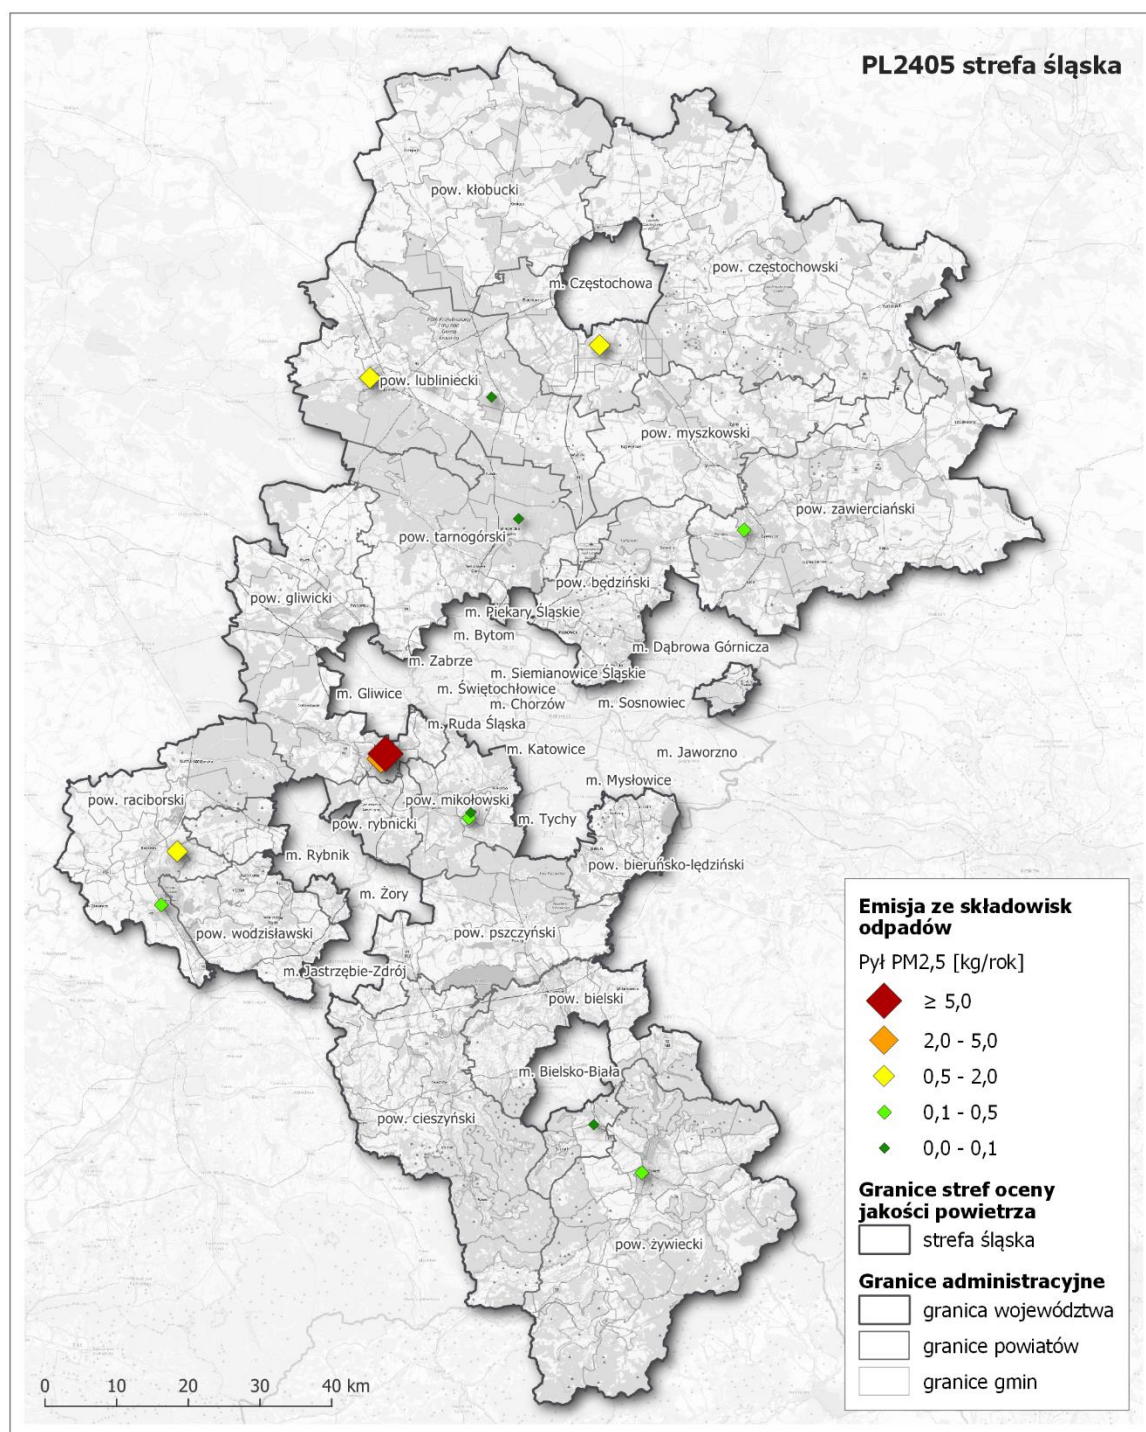 PL2405 strefa śląska
pow. kłobucki
pow. częstochowski
m. Częstochowa
pow. lubliniecki
pow. myszkowski
pow. zawierciański
pow. tarnogórski
pow. będziński
pow. gliwicki
m. Piekary Śląskie
m. Bytom
m. Dąbrowa Górnicza
m. Zabrze
m. Siemianowice Śląskie
m. Świętochłowice
m. Gliwice
m. Chorzów
m. Sosnowiec
m. Ruda Śląska
m. Katowice
m. Jaworzno
m. Mysłowice
pow. raciborski
pow. mikołowski
m. Tychy
pow. rybnicki
m. Rybnik
pow. bieruńsko-lędziński
m. Żory
pow. wodzisławski
pow. pszczyński
m. Jastrzębie-Zdrój
pow. bielski
m. Bielsko-Biała
pow. cieszyński
pow. żywiecki
Emisja ze składowisk
odpadów
Pył PM2,5 [kg/rok]
≥ 5,0
2,0 - 5,0
0,5 - 2,0
0,1 - 0,5
0,0 - 0,1
Granice stref oceny
jakości powietrza
strefa śląska
Granice administracyjne
granica województwa
granice powiatów
granice gmin
0 10 20 30 40 km